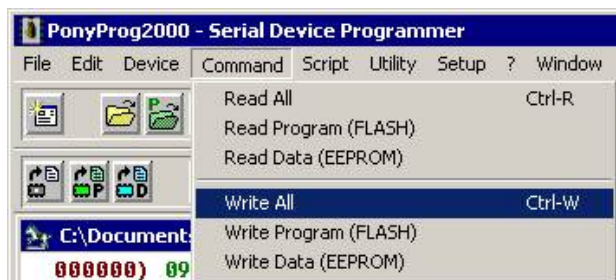 PonyProg2000 - Serial Device Programmer
File Edit Device Command Script Utility Setup ? Window
Read All Ctrl-R
Read Program (FLASH)
Read Data (EEPROM)
P
P D
Write All Ctrl-W
C:\Document
Write Program (FLASH)
000000) 09
Write Data (EEPROM)